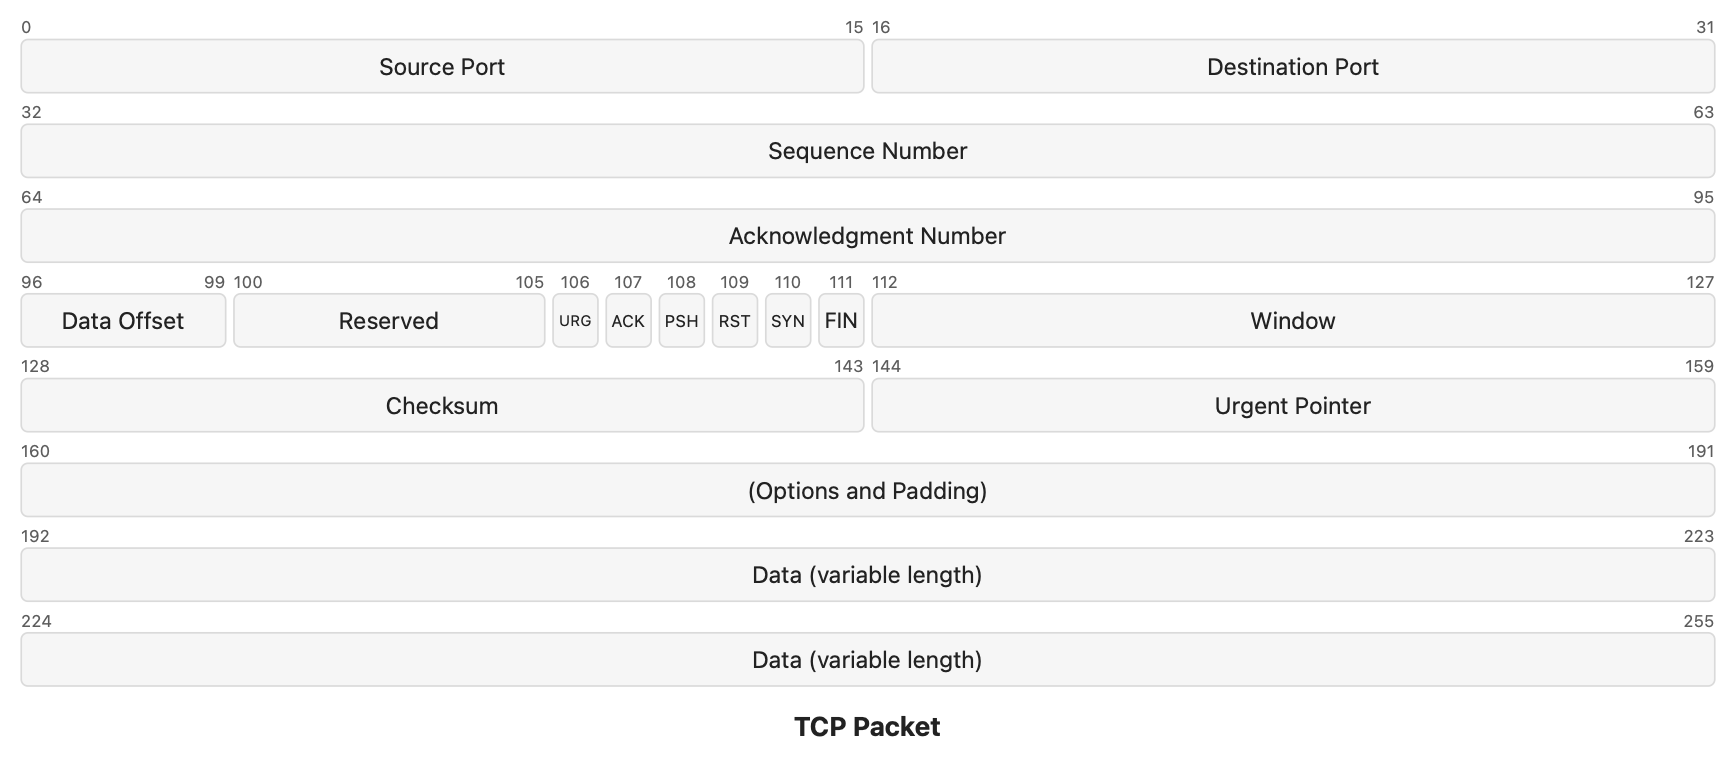 0 15 16 31
Source Port Destination Port
32 63
Sequence Number
64 95
Acknowledgment Number
96 99 100 105 106 107 108 109 110 111 112 127
Data Offset Reserved URG ACK PSH RST SYN FIN Window
128 143 144 159
Checksum Urgent Pointer
160 191
(Options and Padding)
192 223
Data (variable length)
224 255
Data (variable length)
TCP Packet